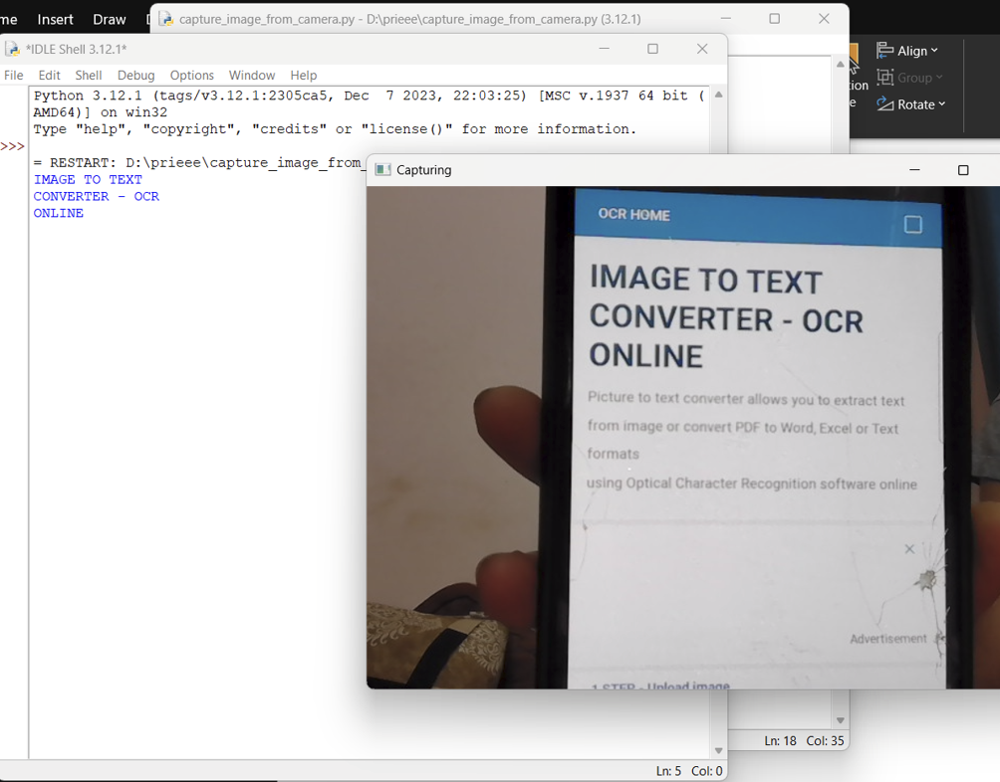 me Insert Draw
capture_image_from_camera.py - D:\prieee\capture_image_from_camera.py (3.12.1)
Align
Group
Rotate
*IDLE Shell 3.12.1*
File Edit Shell Debug Options Window Help
Python 3.12.1 (tags/v3.12.1:2305ca5, Dec 7 2023, 22:03:25) [MSC v.1937 64 bit (
AMD64)] on win32
Type "help", "copyright", "credits" or "license()" for more information.
>>>
= RESTART: D:\prieee\capture_image_from_
IMAGE TO TEXT
CONVERTER - OCR
ONLINE
Capturing
OCR HOME
IMAGE TO TEXT
CONVERTER - OCR
ONLINE
Picture to text converter allows you to extract text
from image or convert PDF to Word, Excel or Text
formats
using Optical Character Recognition software online
Advertisement
1 STEP - Upload image
Ln: 18 Col: 35
Ln: 5 Col: 0